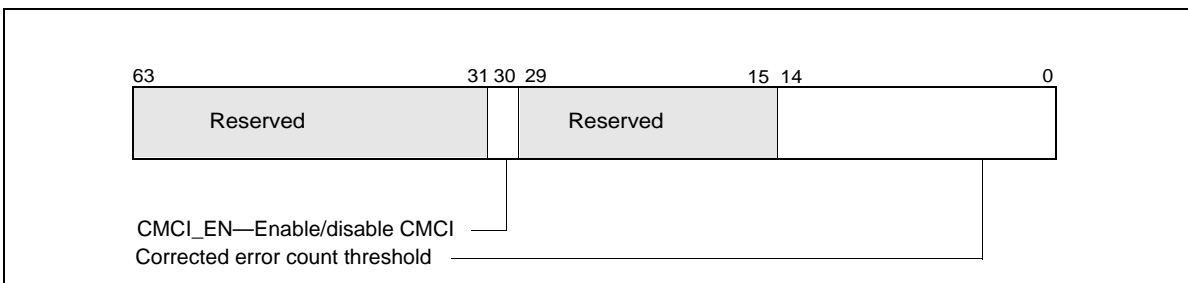 63 31 30 29 15 14 0
Reserved Reserved
CMCI_EN—Enable/disable CMCI
Corrected error count threshold